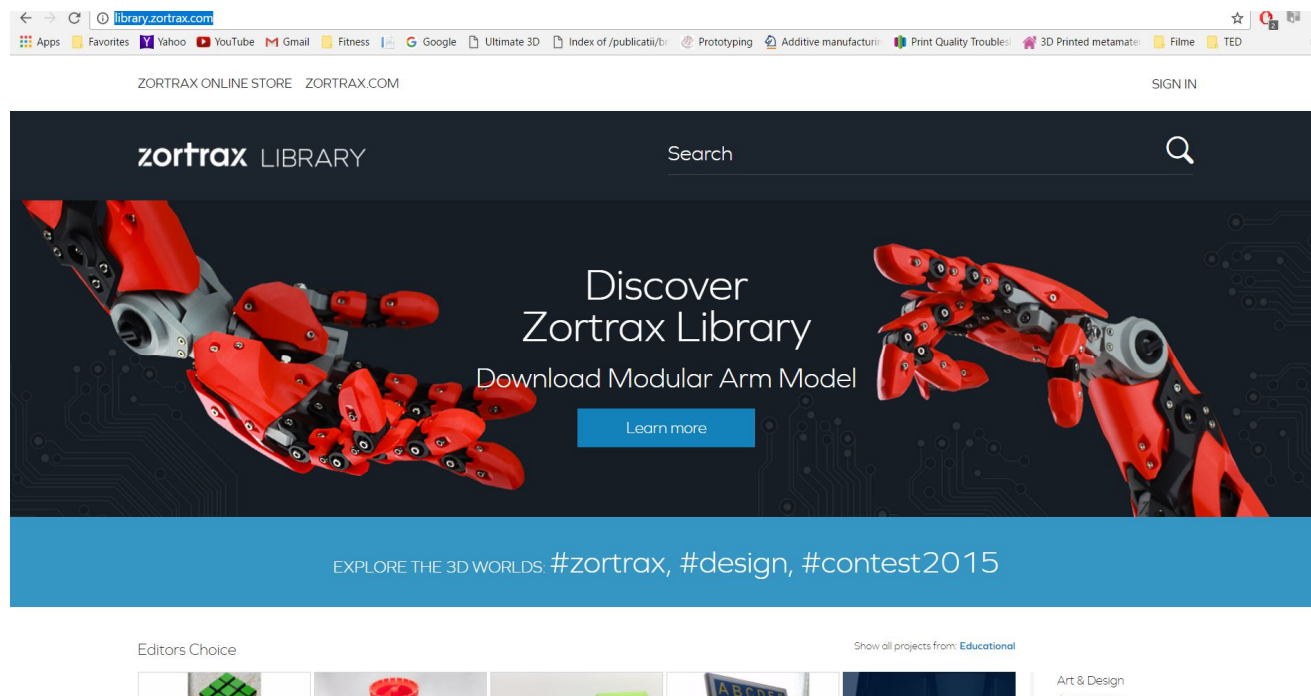 library.zortrax.com
Apps Favorites Yahoo YouTube Gmail Fitness Google Ultimate 3D Index of /publicatii/br Prototyping Additive manufacturin Print Quality Troubles 3D Printed metamate Filme TED
ZORTRAX ONLINE STORE ZORTRAX.COM SIGN IN
zortrax LIBRARY Search
Discover
Zortrax Library
Download Modular Arm Model
Learn more
EXPLORE THE 3D WORLDS: #zortrax, #design, #contest2015
Editors Choice Show all projects from: Educational
Art & Design
ABCDEF